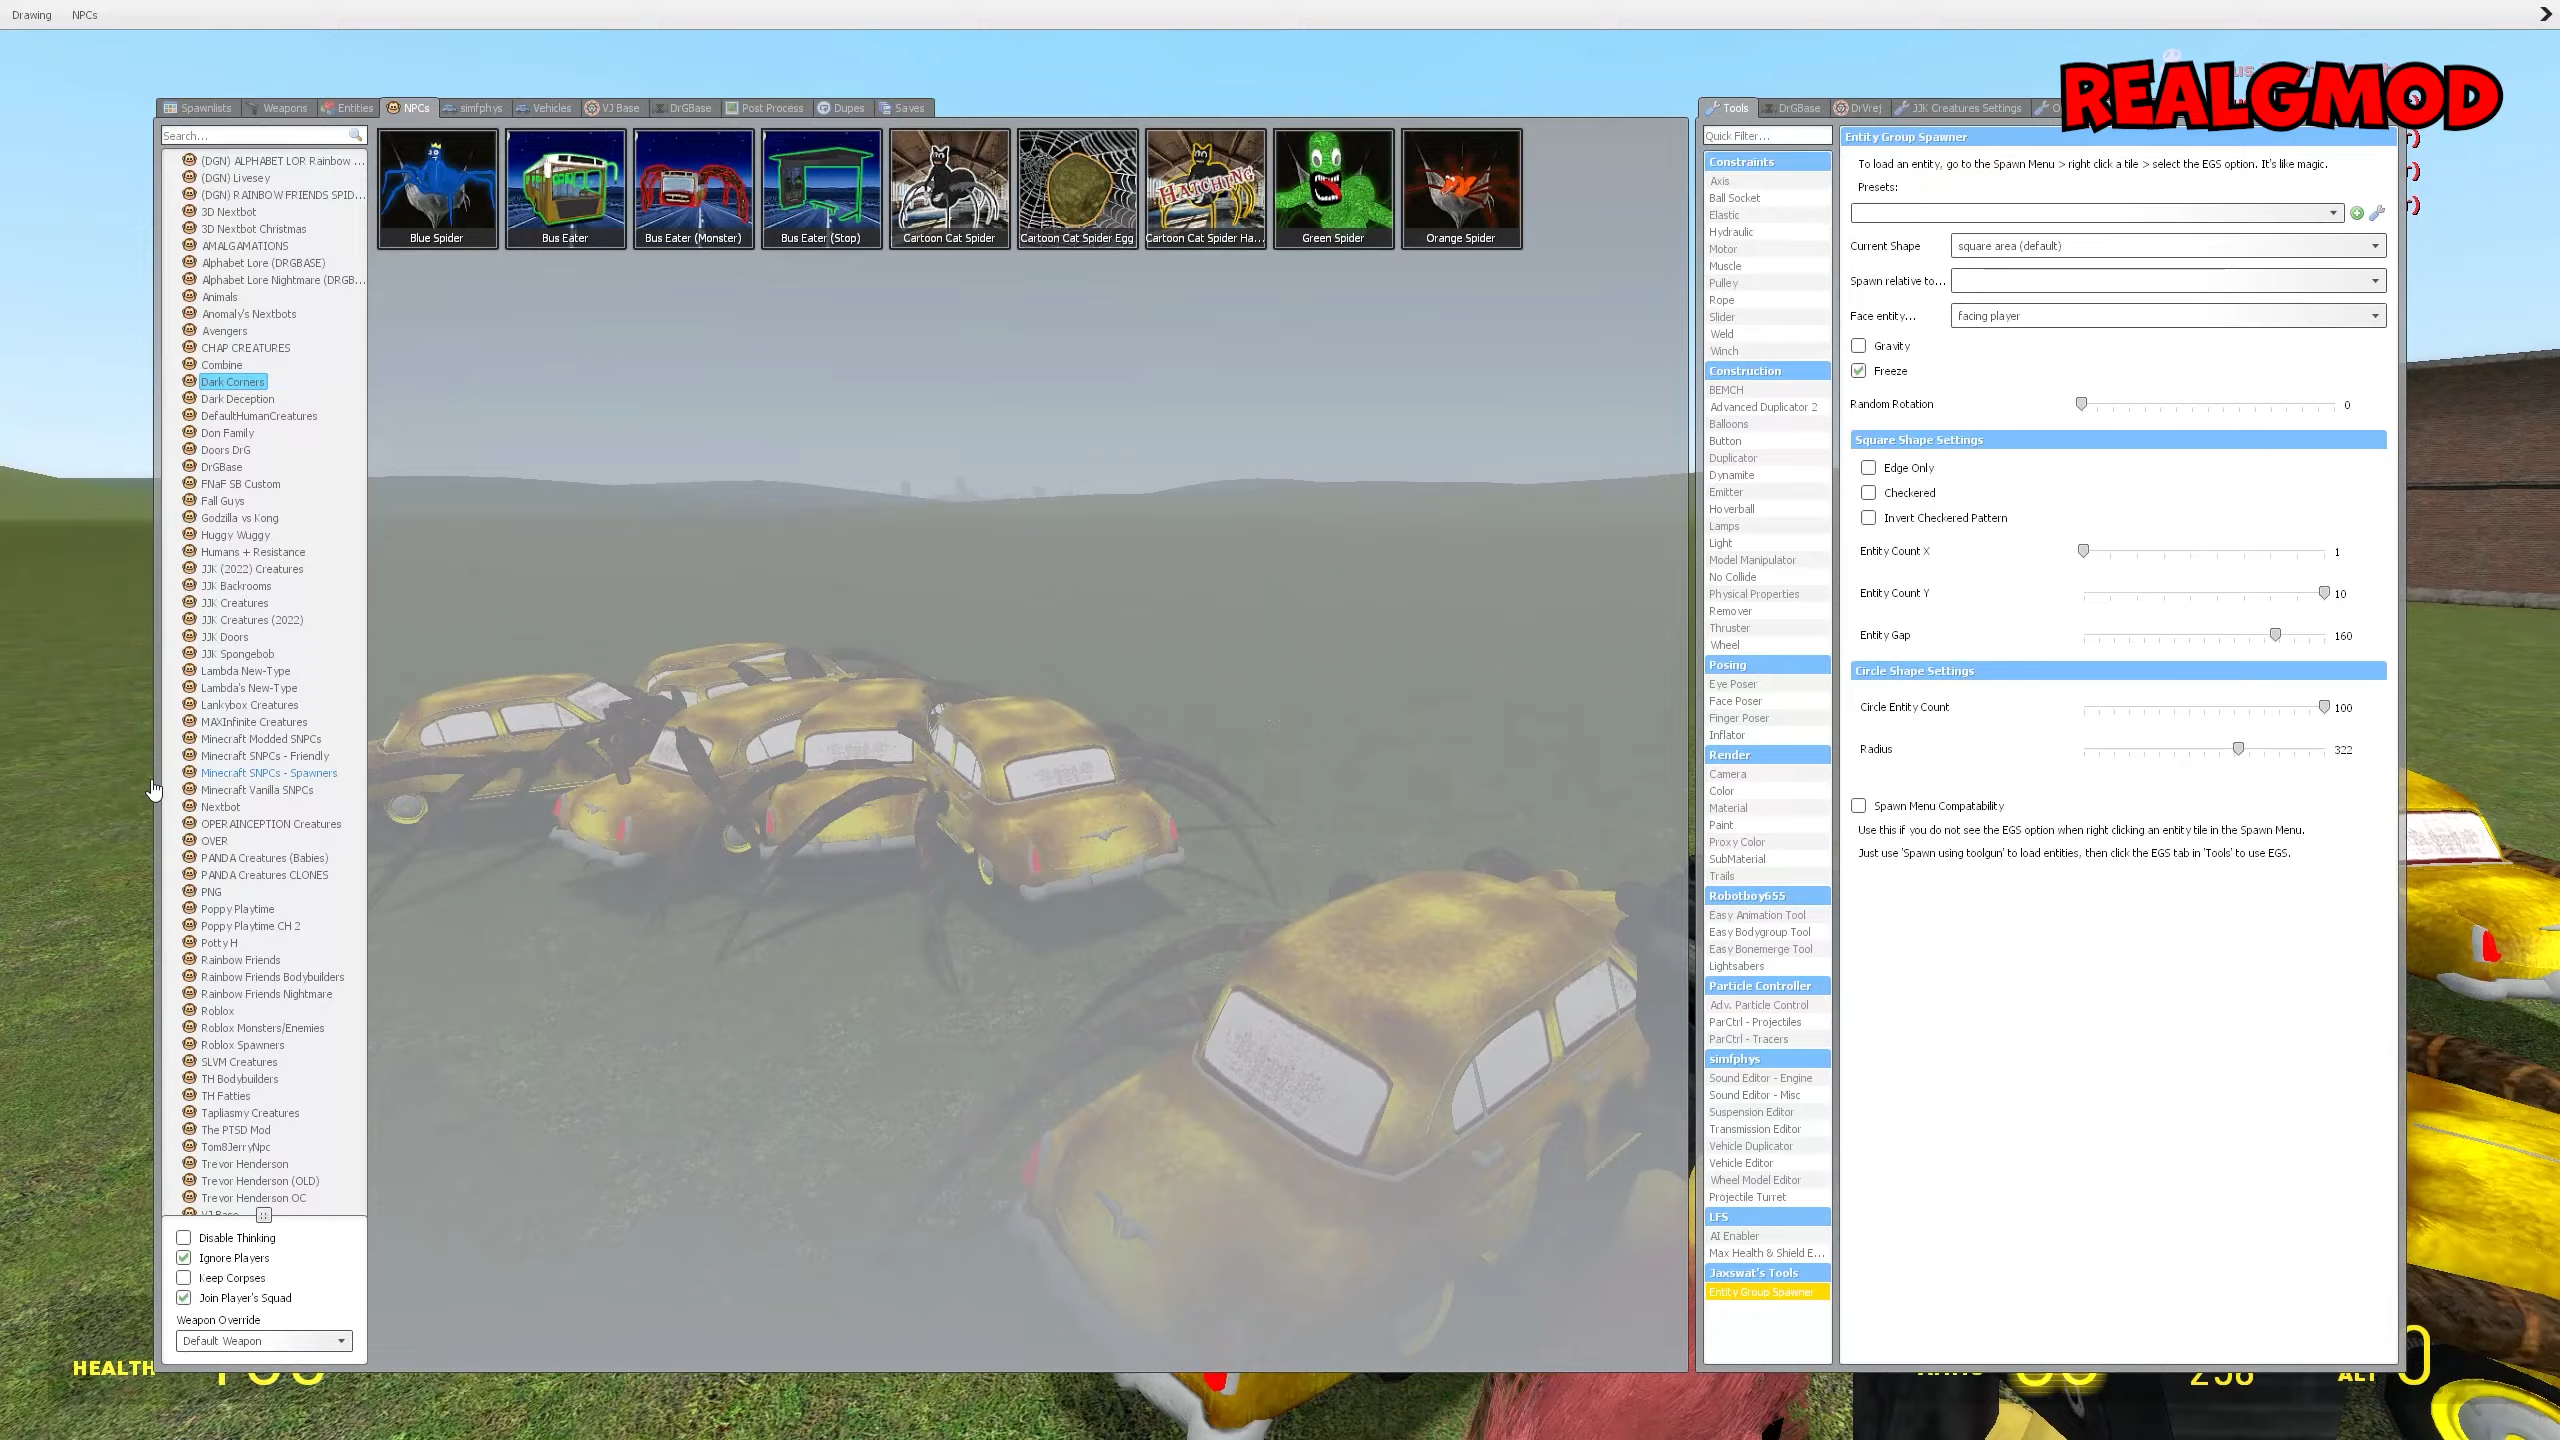 Drawing NPCs
REALGMOD
Spawnlists Weapons Entities NPCs simfphys Vehicles VJ Base DrGBase Post Process Dupes Saves
Search...
(DGN) ALPHABET LOR Rainbow ...
(DGN) Livesey
(DGN) RAINBOW FRIENDS SPID...
3D Nextbot
3D Nextbot Christmas
AMALGAMATIONS
Alphabet Lore (DRGBASE)
Alphabet Lore Nightmare (DRGB...
Animals
Anomaly's Nextbots
Avengers
CHAP CREATURES
Combine
Dark Corners
Dark Deception
DefaultHumanCreatures
Don Family
Doors DrG
DrGBase
FNaF SB Custom
Fall Guys
Godzilla vs Kong
Huggy Wuggy
Humans + Resistance
JJK (2022) Creatures
JJK Backrooms
JJK Creatures
JJK Creatures (2022)
JJK Doors
JJK Spongebob
Lambda New-Type
Lambda's New-Type
Lankybox Creatures
MAXInfinite Creatures
Minecraft Modded SNPCs
Minecraft SNPCs - Friendly
Minecraft SNPCs - Spawners
Minecraft Vanilla SNPCs
Nextbot
OPERAINCEPTION Creatures
OVER
PANDA Creatures (Babies)
PANDA Creatures CLONES
PNG
Poppy Playtime
Poppy Playtime CH 2
Potty H
Rainbow Friends
Rainbow Friends Bodybuilders
Rainbow Friends Nightmare
Roblox
Roblox Monsters/Enemies
Roblox Spawners
SLVM Creatures
TH Bodybuilders
TH Fatties
Tapliasmy Creatures
The PTSD Mod
Tom8JerryNpc
Trevor Henderson
Trevor Henderson (OLD)
Trevor Henderson OC
VJ Base
Disable Thinking
Ignore Players
Keep Corpses
Join Player's Squad
Weapon Override
Default Weapon
Blue Spider
Bus Eater
Bus Eater (Monster)
Bus Eater (Stop)
Cartoon Cat Spider
Cartoon Cat Spider Egg
HATCHING
Cartoon Cat Spider Ha...
Green Spider
Orange Spider
Tools DrGBase DrVrej JJK Creatures Settings
Quick Filter...
Constraints
Axis
Ball Socket
Elastic
Hydraulic
Motor
Muscle
Pulley
Rope
Slider
Weld
Winch
Construction
BEMCH
Advanced Duplicator 2
Balloons
Button
Duplicator
Dynamite
Emitter
Hoverball
Lamps
Light
Model Manipulator
No Collide
Physical Properties
Remover
Thruster
Wheel
Posing
Eye Poser
Face Poser
Finger Poser
Inflator
Render
Camera
Color
Material
Paint
Proxy Color
SubMaterial
Trails
Robotboy655
Easy Animation Tool
Easy Bodygroup Tool
Easy Bonemerge Tool
Lightsabers
Particle Controller
Adv. Particle Control
ParCtrl - Projectiles
ParCtrl - Tracers
simfphys
Sound Editor - Engine
Sound Editor - Misc
Suspension Editor
Transmission Editor
Vehicle Duplicator
Vehicle Editor
Wheel Model Editor
Projectile Turret
LFS
AI Enabler
Max Health & Shield E...
Jaxswat's Tools
Entity Group Spawner
Entity Group Spawner
To load an entity, go to the Spawn Menu > right click a tile > select the EGS option. It's like magic.
Presets:
Current Shape square area (default)
Spawn relative to...
Face entity... facing player
Gravity
Freeze
Random Rotation 0
Square Shape Settings
Edge Only
Checkered
Invert Checkered Pattern
Entity Count X 1
Entity Count Y 10
Entity Gap 160
Circle Shape Settings
Circle Entity Count 100
Radius 322
Spawn Menu Compatability
Use this if you do not see the EGS option when right clicking an entity tile in the Spawn Menu.
Just use 'Spawn using toolgun' to load entities, then click the EGS tab in 'Tools' to use EGS.
HEALTH
ALT 0